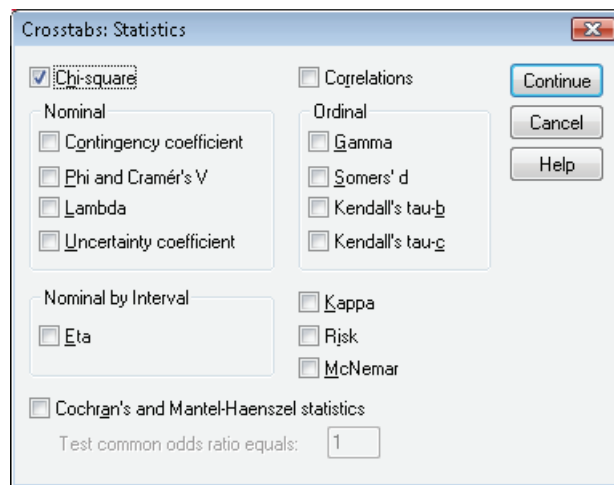 Crosstabs: Statistics
Chi-square
Correlations
Continue
Nominal
Ordinal
Contingency coefficient
Gamma
Cancel
Phi and Cramér's V
Somers' d
Help
Lambda
Kendall's tau-b
Uncertainty coefficient
Kendall's tau-c
Nominal by Interval
Kappa
Eta
Risk
McNemar
Cochran's and Mantel-Haenszel statistics
Test common odds ratio equals: 1